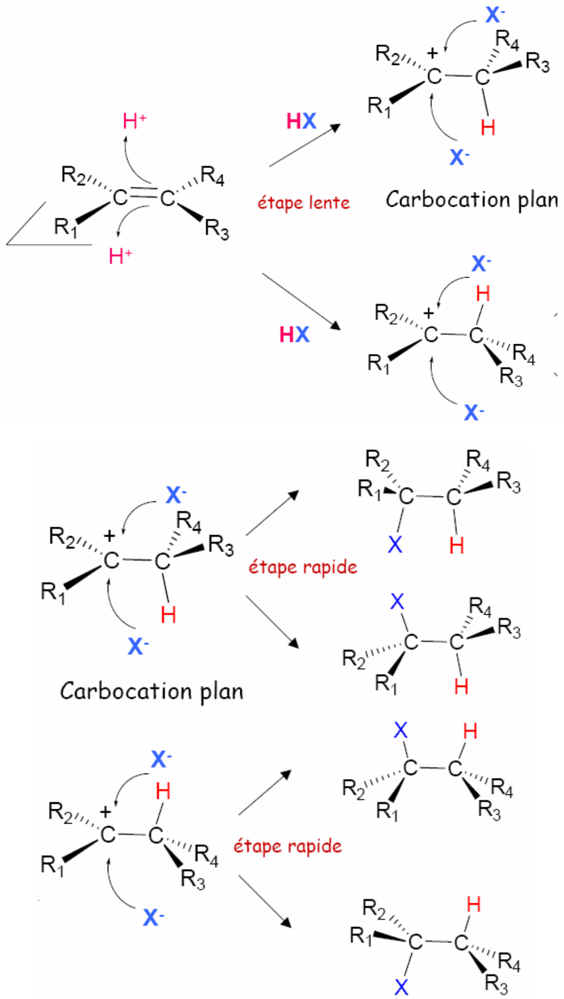 X-
R4
+
R2
R3
C C
R1
H+
HX
H
X-
R2
R4
C C
étape lente
Carbocation plan
R1
R3
H+
X-
H
+
R2
C C
HX
R4
R1
R3
X-
R2
R4
R1
R3
C C
X-
R4
+
R2
R3
C C
X
H
étape rapide
R1
H
X
R4
R3
C C
X-
R2
R1
H
Carbocation plan
X
H
X-
C C
H
R2
R4
+
R2
R1
R3
C C
étape rapide
R4
R1
R3
H
R2
X-
R1
C C
R4
X
R3